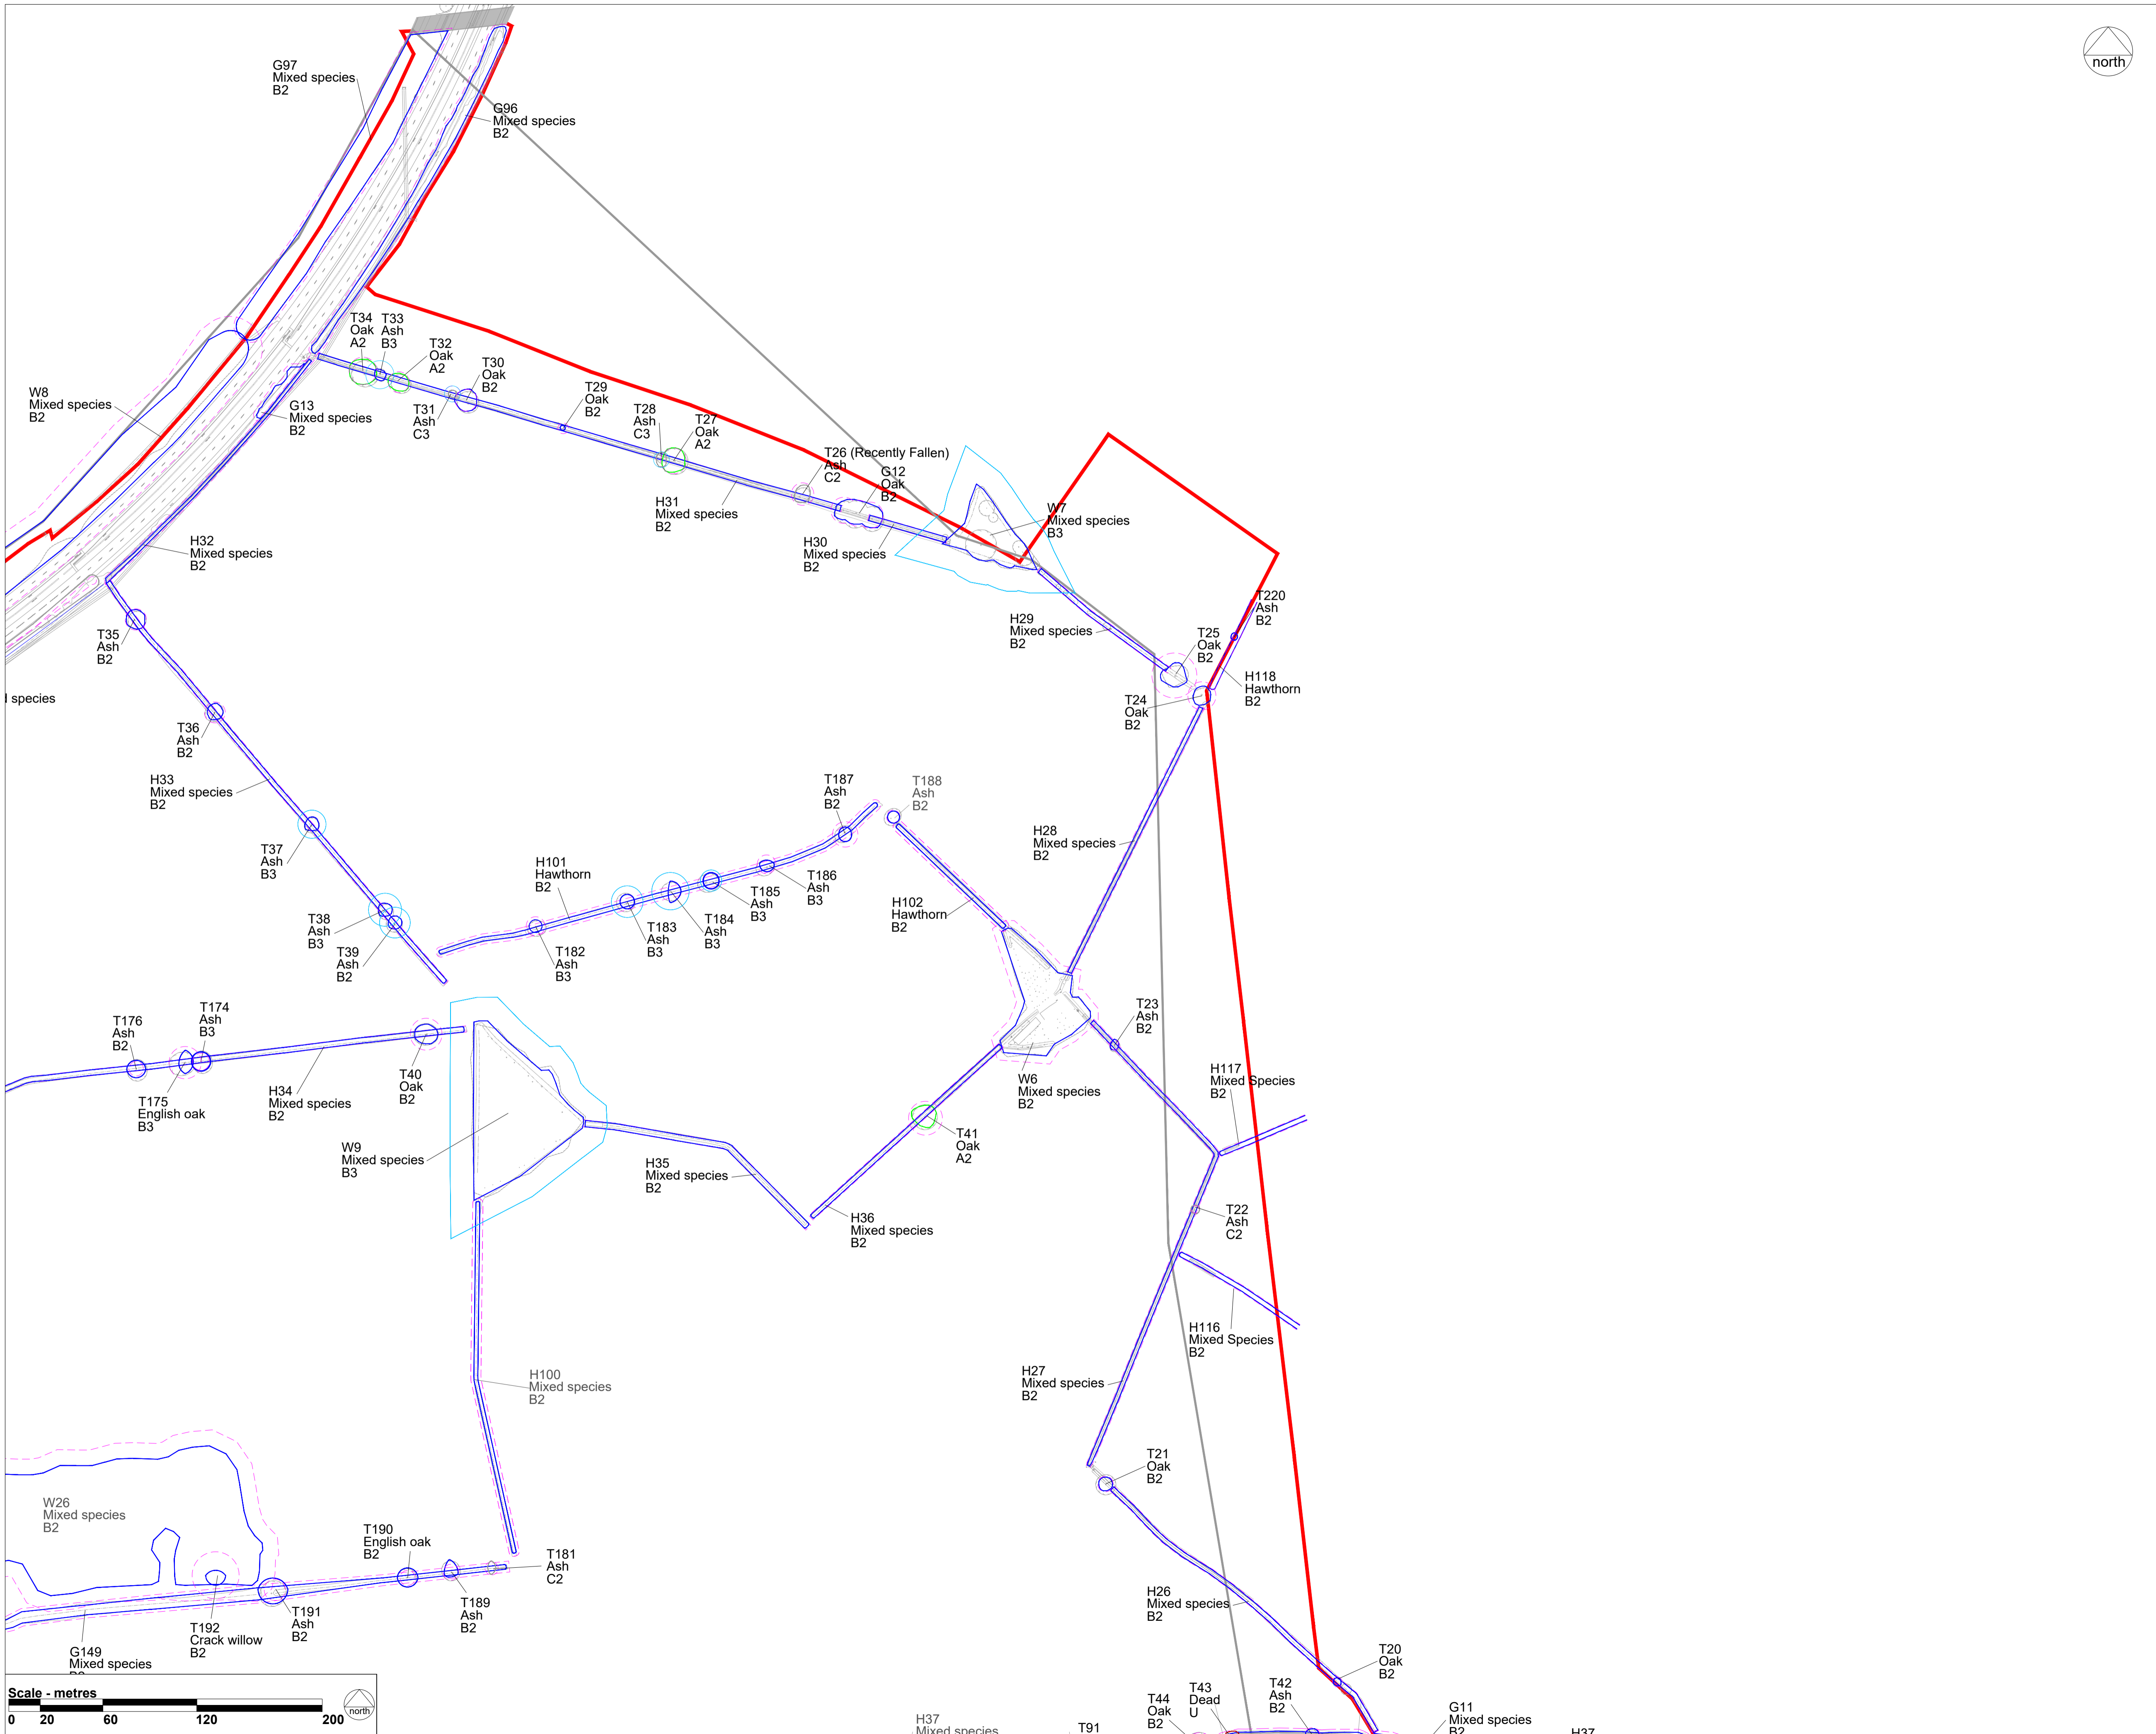 north
G97
Mixed species
B2
G96
Mixed species
B2
T34
Oak
A2
T33
Ash
B3
T32
Oak
A2
T30
Oak
B2
T31
Ash
C3
T29
Oak
B2
T28
Ash
C3
T27
Oak
A2
T26 (Recently Fallen)
Ash
C2
G12
Oak
B2
W8
Mixed species
B2
G13
Mixed species
B2
H31
Mixed species
B2
H30
Mixed species
B2
W7
Mixed species
B3
H32
Mixed species
B2
T35
Ash
B2
species
H29
Mixed species
B2
T220
Ash
B2
T25
Oak
B2
H118
Hawthorn
B2
T24
Oak
B2
T36
Ash
B2
H33
Mixed species
B2
T37
Ash
B3
T38
Ash
B3
T39
Ash
B2
T187
Ash
B2
T188
Ash
B2
H101
Hawthorn
B2
T186
Ash
B3
T185
Ash
B3
T184
Ash
B3
T183
Ash
B3
T182
Ash
B3
H28
Mixed species
B2
H102
Hawthorn
B2
T176
Ash
B2
T174
Ash
B3
T175
English oak
B3
H34
Mixed species
B2
T40
Oak
B2
W9
Mixed species
B3
T23
Ash
B2
W6
Mixed species
B2
H117
Mixed Species
B2
T41
Oak
A2
H35
Mixed species
B2
H36
Mixed species
B2
T22
Ash
C2
H116
Mixed Species
B2
H27
Mixed species
B2
H100
Mixed species
B2
T21
Oak
B2
W26
Mixed species
B2
T190
English oak
B2
T181
Ash
C2
T189
Ash
B2
T191
Ash
B2
T192
Crack willow
B2
G149
Mixed species
H26
Mixed species
B2
T20
Oak
B2
T42
Ash
B2
T43
Dead
U
T44
Oak
B2
G11
Mixed species
B2
H37
Mixed species
T91
H37
Scale - metres
0 20 60 120 200
north